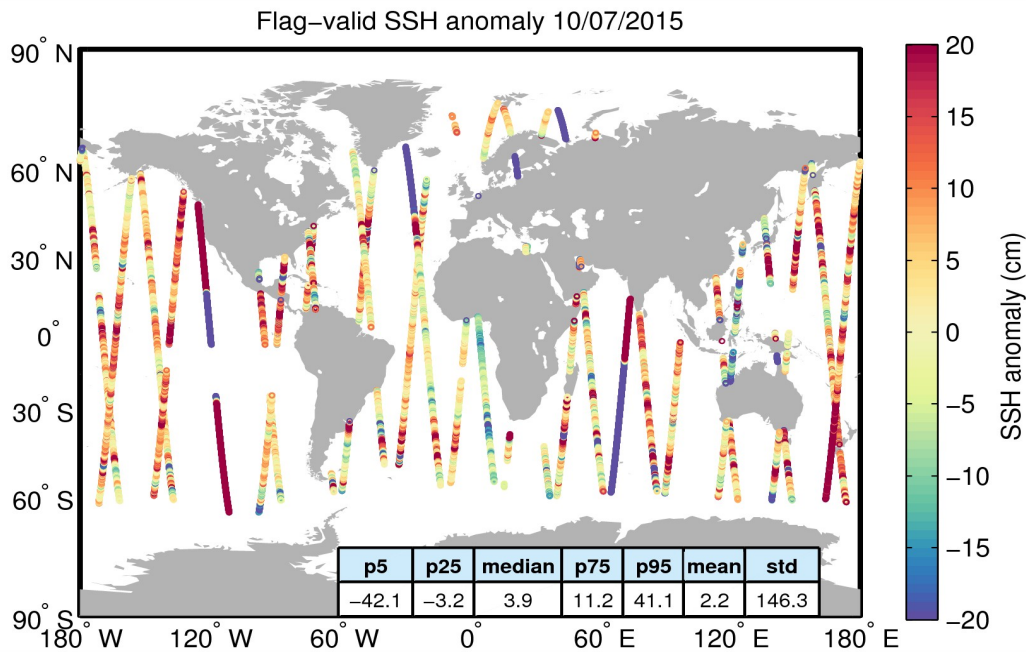 Flag−valid SSH anomaly 10/07/2015
90° N
60° N
30° N
0°
30° S
60° S
90° S
180° W
120° W
60° W
0°
60° E
120° E
180° E
p5 p25 median p75 p95 mean std
−42.1 −3.2 3.9 11.2 41.1 2.2 146.3
20
15
10
5
0
−5
−10
−15
−20
SSH anomaly (cm)